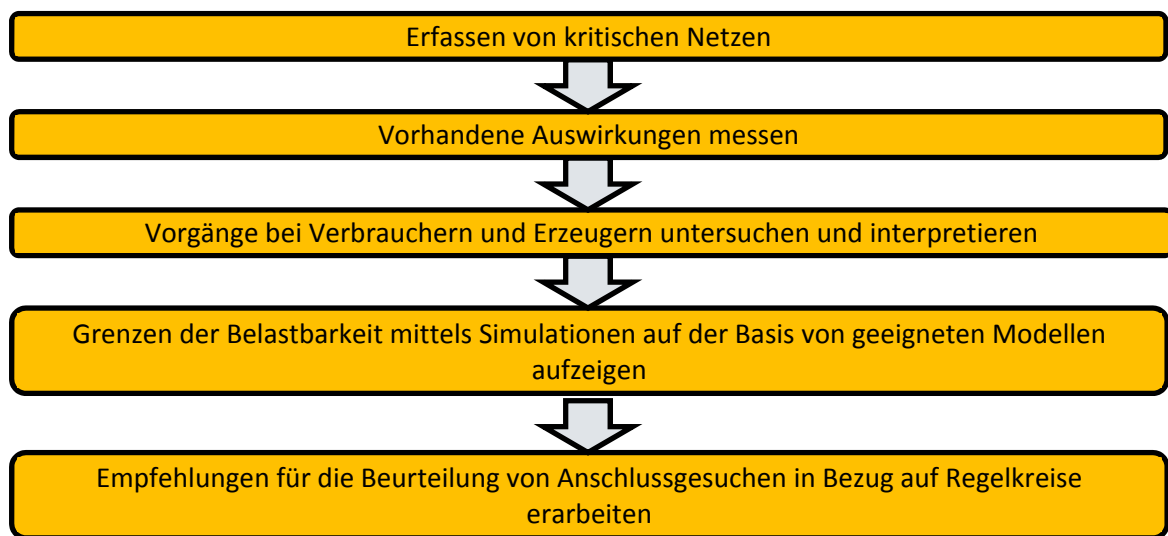 Erfassen von kritischen Netzen
Vorhandene Auswirkungen messen
Vorgänge bei Verbrauchern und Erzeugern untersuchen und interpretieren
Grenzen der Belastbarkeit mittels Simulationen auf der Basis von geeigneten Modellen
aufzeigen
Empfehlungen für die Beurteilung von Anschlussgesuchen in Bezug auf Regelkreise
erarbeiten